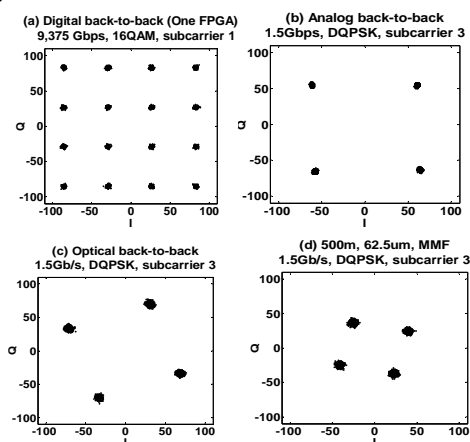 (a) Digital back-to-back (One FPGA)
9,375 Gbps, 16QAM, subcarrier 1
100
50
0
-50
-100
Q
-100 -50 0 50 100
I
(b) Analog back-to-back
1.5Gbps, DQPSK, subcarrier 3
100
50
0
-50
-100
Q
-100 -50 0 50 100
I
(c) Optical back-to-back
1.5Gb/s, DQPSK, subcarrier 3
100
50
0
-50
-100
Q
-100 -50 0 50 100
I
(d) 500m, 62.5um, MMF
1.5Gb/s, DQPSK, subcarrier 3
100
50
0
-50
-100
Q
-100 -50 0 50 100
I